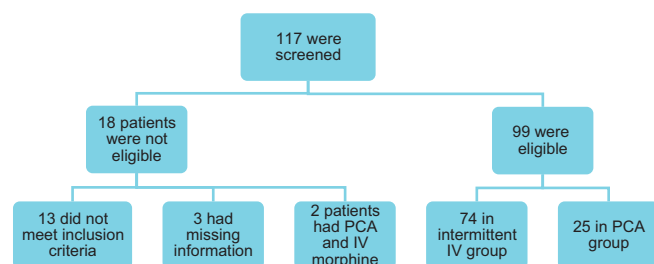 117 were
screened
18 patients
were not
eligible
99 were
eligible
13 did not
meet inclusion
criteria
3 had
missing
information
2 patients
had PCA
and IV
morphine
74 in
intermittent
IV group
25 in PCA
group